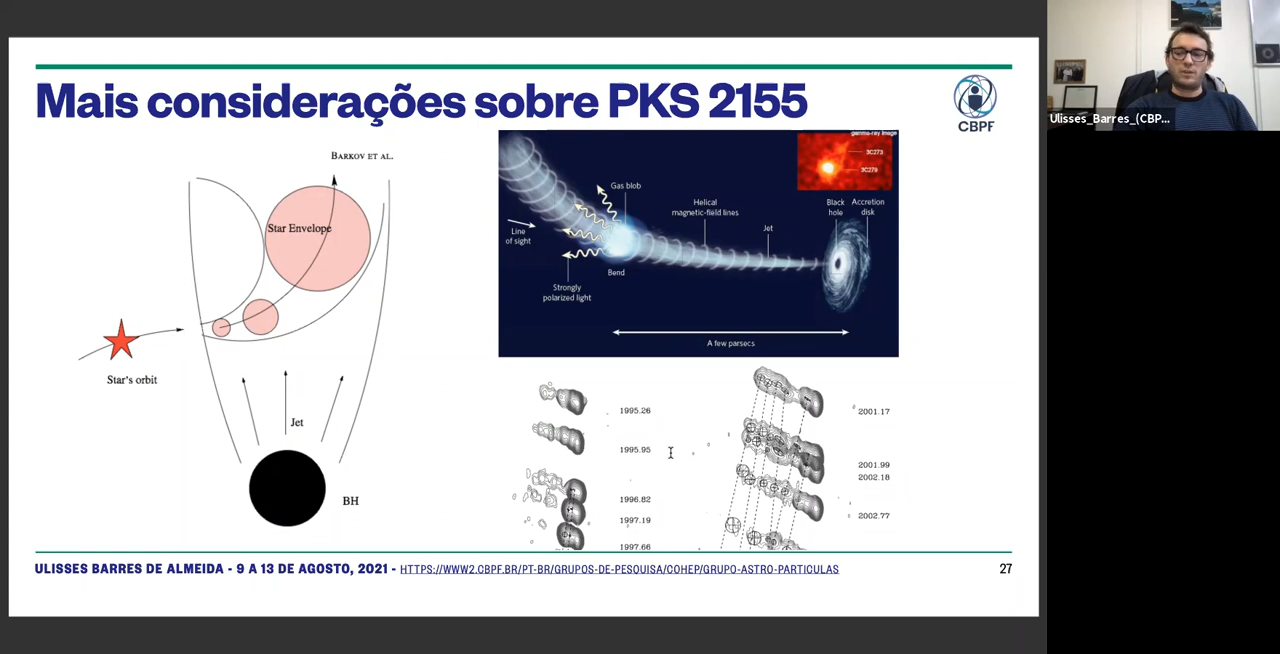 Mais considerações sobre PKS 2155
CBPF
BARKOV ET AL.
Star Envelope
Star's orbit
Jet
BH
gamma-ray image
3C273
3C279
Gas blob
Line
of sight
Helical
magnetic-field lines
Jet
Black
hole
Accretion
disk
Bend
Strongly
polarized light
A few parsecs
1995.26
1995.95
1996.82
1997.19
1997.66
2001.17
2001.99
2002.18
2002.77
ULISSES BARRES DE ALMEIDA - 9 A 13 DE AGOSTO, 2021 - HTTPS://WWW2.CBPF.BR/PT-BR/GRUPOS-DE-PESQUISA/COHEP/GRUPO-ASTRO-PARTICULAS
27
Ulisses_Barres_(CBP...